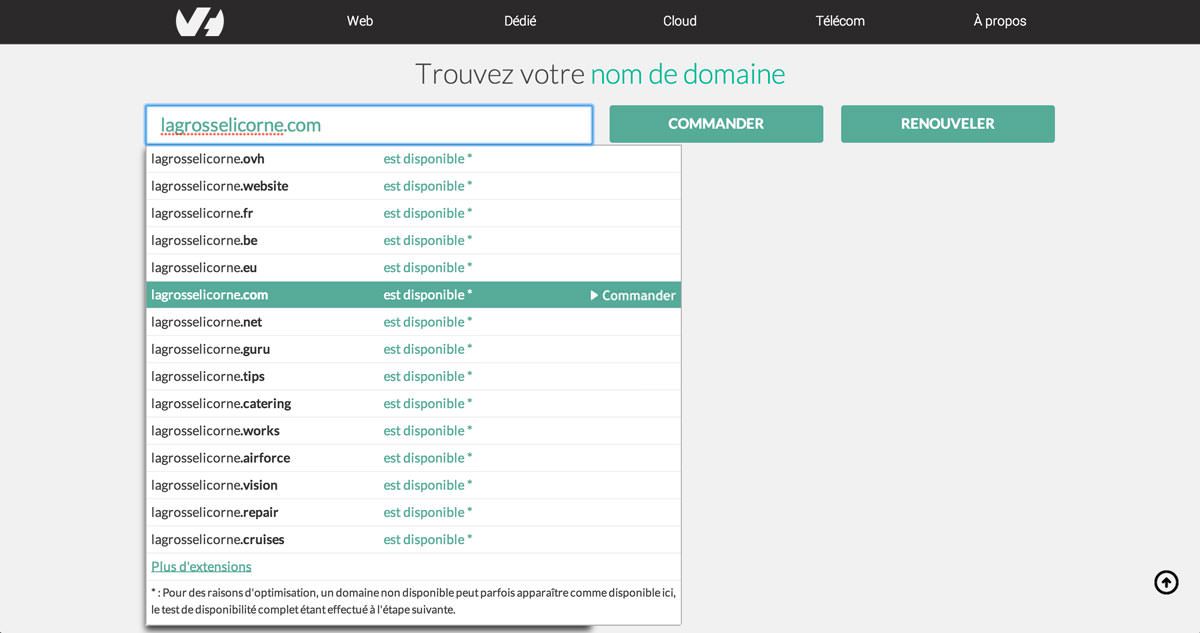 Web Dédié Cloud Télécom À propos
Trouvez votre nom de domaine
lagrosselicorne.com COMMANDER RENOUVELER
lagrosselicorne.ovh est disponible *
lagrosselicorne.website est disponible *
lagrosselicorne.fr est disponible *
lagrosselicorne.be est disponible *
lagrosselicorne.eu est disponible *
lagrosselicorne.com est disponible * Commander
lagrosselicorne.net est disponible *
lagrosselicorne.guru est disponible *
lagrosselicorne.tips est disponible *
lagrosselicorne.catering est disponible *
lagrosselicorne.works est disponible *
lagrosselicorne.airforce est disponible *
lagrosselicorne.vision est disponible *
lagrosselicorne.repair est disponible *
lagrosselicorne.cruises est disponible *
Plus d'extensions
* : Pour des raisons d'optimisation, un domaine non disponible peut parfois apparaître comme disponible ici,
le test de disponibilité complet étant effectué à l'étape suivante.